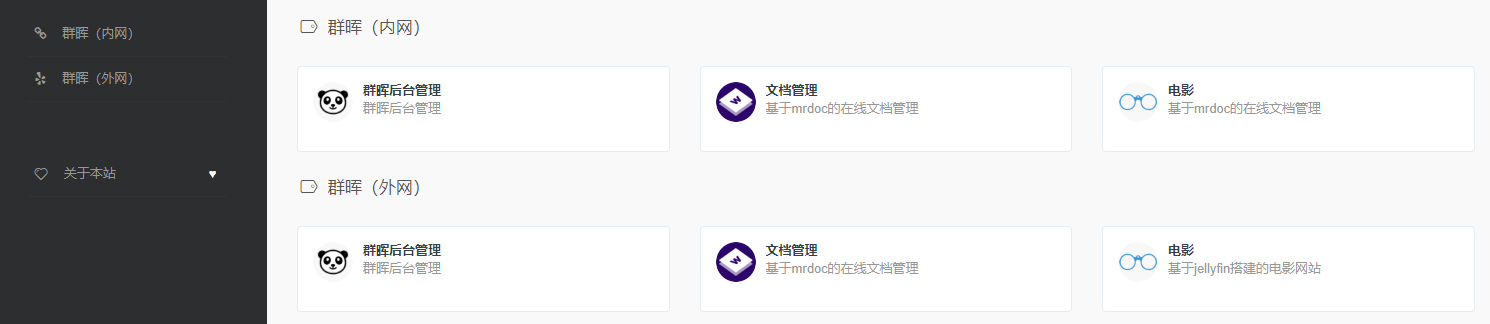 群晖（内网）
群晖（外网）
关于本站
群晖（内网）
群晖后台管理
群晖后台管理
文档管理
基于mrdoc的在线文档管理
电影
基于mrdoc的在线文档管理
群晖（外网）
群晖后台管理
群晖后台管理
文档管理
基于mrdoc的在线文档管理
电影
基于jellyfin搭建的电影网站